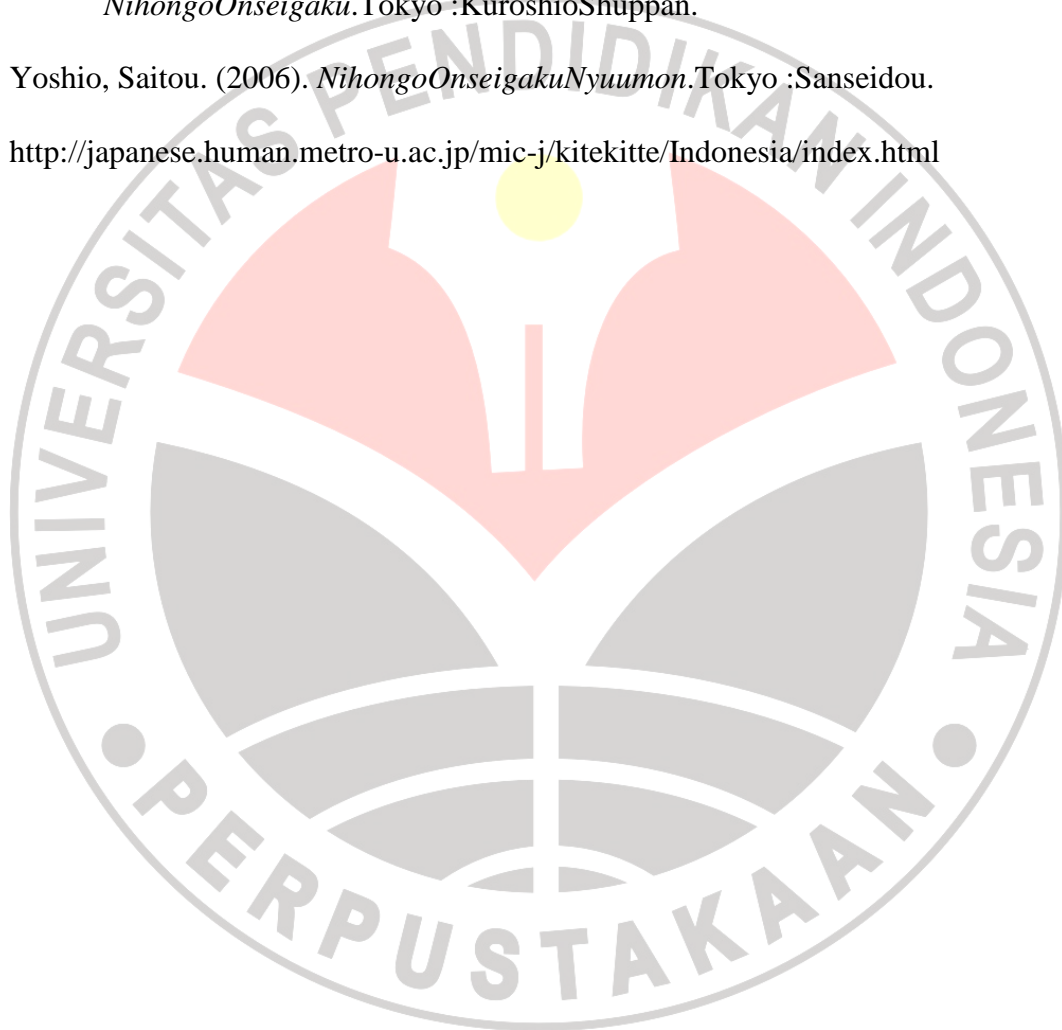 NihongoOnseigaku.Tokyo :KuroshioShuppan.
Yoshio, Saitou. (2006). NihongoOnseigakuNyuumon.Tokyo :Sanseidou.
http://japanese.human.metro-u.ac.jp/mic-j/kitekitte/Indonesia/index.html
UNIVERSITAS PENDIDIKAN INDONESIA
PERPUSTAKAAN